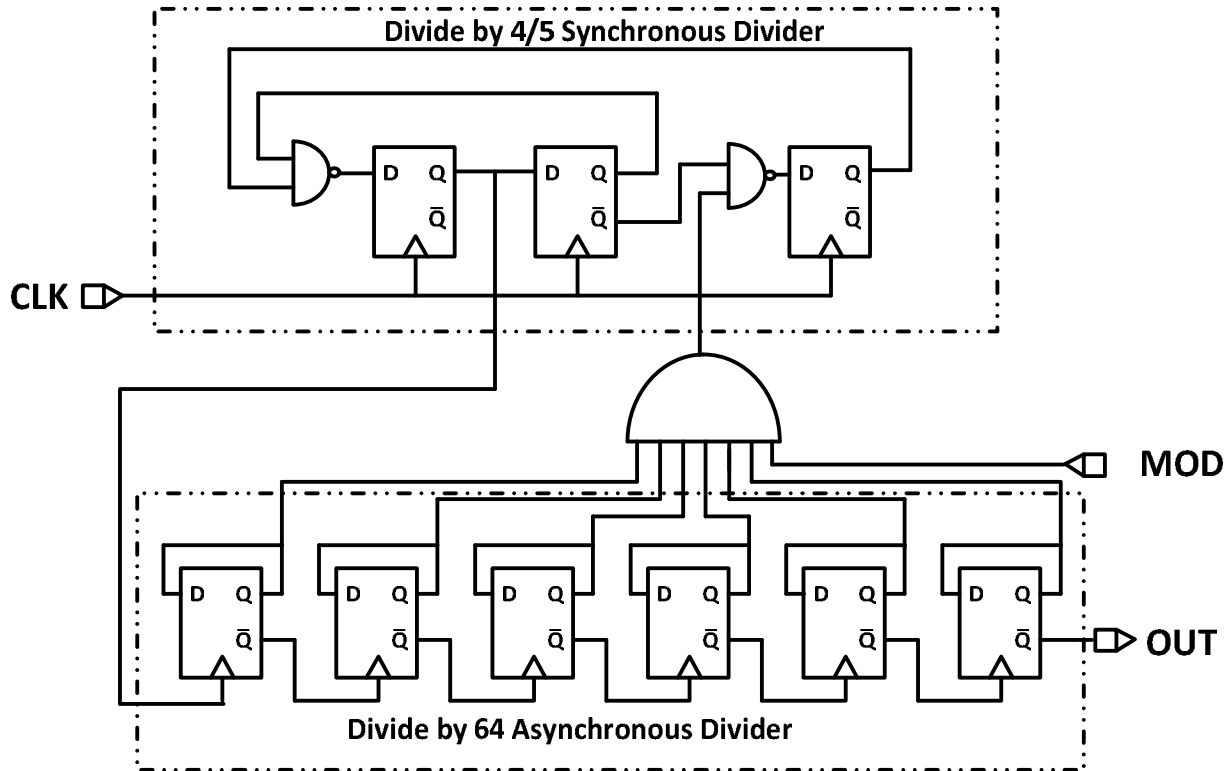 Divide by 4/5 Synchronous Divider
D Q D Q D Q
Q̅ Q̅ Q̅
CLK
MOD
D Q D Q D Q D Q D Q D Q
Q̅ Q̅ Q̅ Q̅ Q̅ Q̅
OUT
Divide by 64 Asynchronous Divider